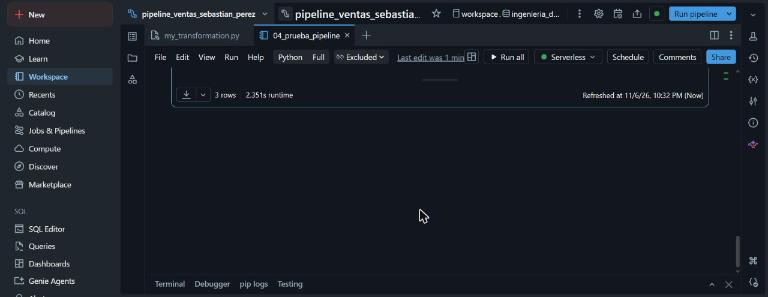 New
Home
Learn
Workspace
Recents
Catalog
Jobs & Pipelines
Compute
Discover
Marketplace
SQL
SQL Editor
Queries
Dashboards
Genie Agents
pipeline_ventas_sebastian_perez
pipeline_ventas_sebastia...
workspace.
ingenieria_d...
Run pipeline
my_transformation.py
04_prueba_pipeline
File Edit View Run Help Python Full Excluded Last edit was 1 min Run all Serverless Schedule Comments Share
3 rows 2.351s runtime
Refreshed at 11/6/26, 10:32 PM (Now)
Terminal Debugger pip logs Testing